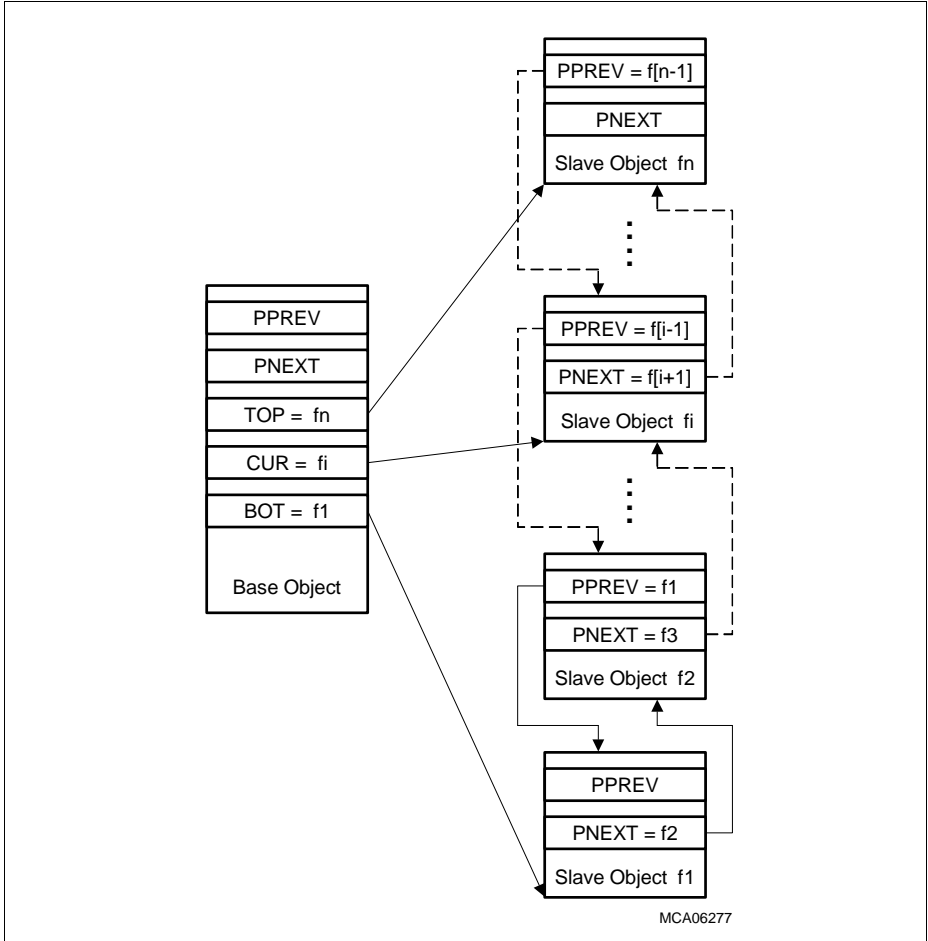 PPREV = f[n-1]
PNEXT
Slave Object fn
PPREV
PNEXT
TOP = fn
CUR = fi
BOT = f1
Base Object
PPREV = f[i-1]
PNEXT = f[i+1]
Slave Object fi
PPREV = f1
PNEXT = f3
Slave Object f2
PPREV
PNEXT = f2
Slave Object f1
MCA06277